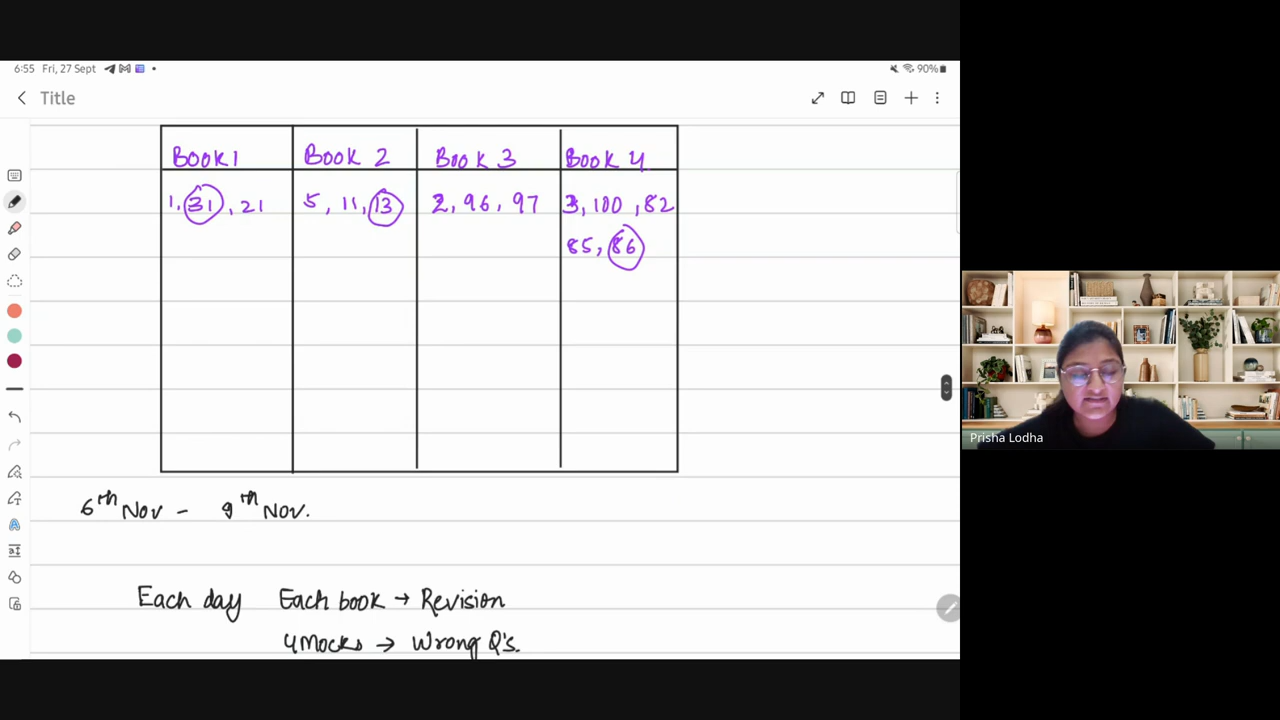 6:55 Fri, 27 Sept
90%
Title
Book 1 Book 2 Book 3 Book 4
1, 31, 21 5, 11, 13 2, 96, 97 3, 100, 82
85, 86
6th Nov - 9th Nov.
Each day Each book → Revision
4 Mocks → Wrong Q's.
Prisha Lodha